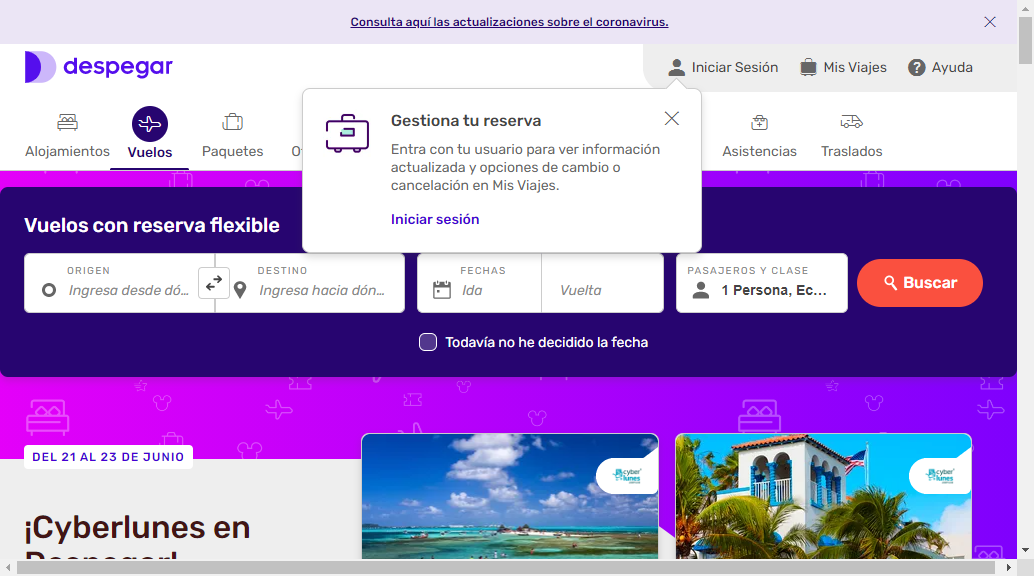 Consulta aquí las actualizaciones sobre el coronavirus.
despegar
Iniciar Sesión
Mis Viajes
Ayuda
Alojamientos
Vuelos
Paquetes
Asistencias
Traslados
Gestiona tu reserva
Entra con tu usuario para ver información
actualizada y opciones de cambio o
cancelación en Mis Viajes.
Iniciar sesión
Vuelos con reserva flexible
ORIGEN
Ingresa desde dó...
DESTINO
Ingresa hacia dón...
FECHAS
Ida
Vuelta
PASAJEROS Y CLASE
1 Persona, Ec...
Buscar
Todavía no he decidido la fecha
DEL 21 AL 23 DE JUNIO
cyber
lunes
cyber
lunes
¡Cyberlunes en
Despegar!